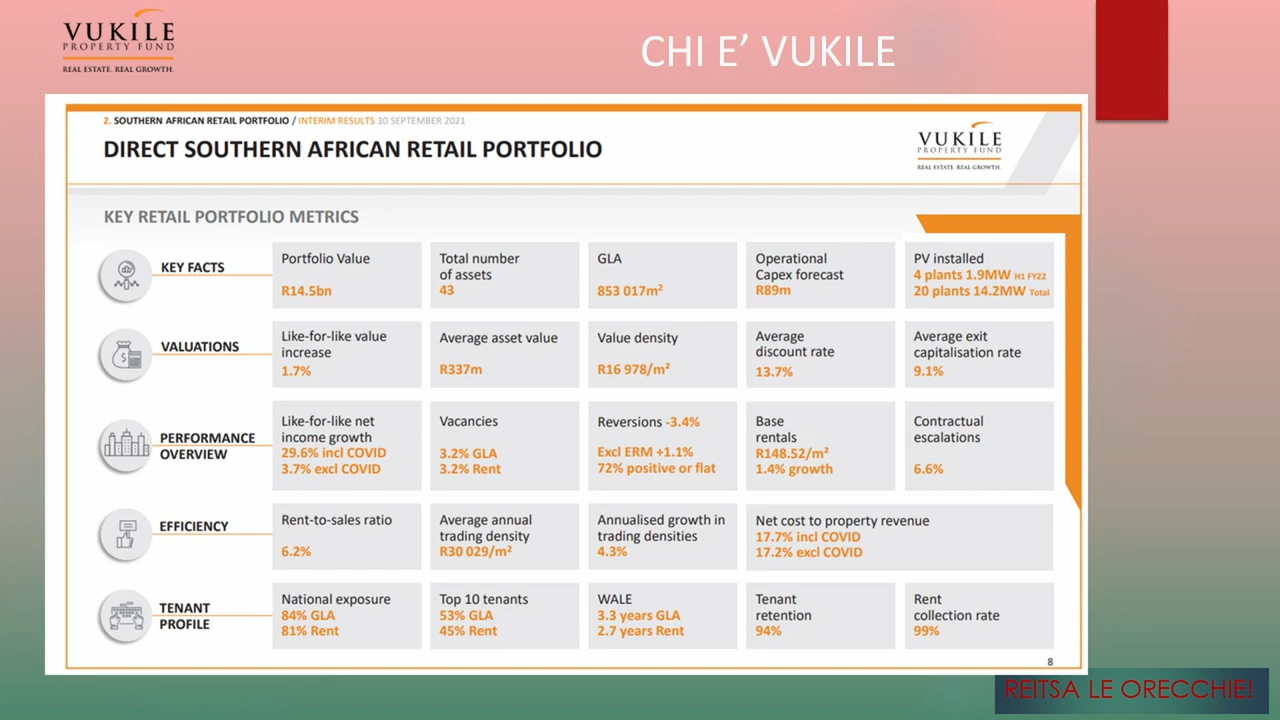 VUKILE
PROPERTY FUND
REAL ESTATE. REAL GROWTH.
CHI E’ VUKILE
2. SOUTHERN AFRICAN RETAIL PORTFOLIO / INTERIM RESULTS 30 SEPTEMBER 2021
DIRECT SOUTHERN AFRICAN RETAIL PORTFOLIO
VUKILE
PROPERTY FUND
REAL ESTATE. REAL GROWTH.
KEY RETAIL PORTFOLIO METRICS
KEY FACTS
Portfolio Value
R14.5bn
Total number
of assets
43
GLA
853 017m²
Operational
Capex forecast
R89m
PV installed
4 plants 1.9MW H1 FY22
20 plants 14.2MW Total
VALUATIONS
Like-for-like value
increase
1.7%
Average asset value
R337m
Value density
R16 978/m²
Average
discount rate
13.7%
Average exit
capitalisation rate
9.1%
PERFORMANCE
OVERVIEW
Like-for-like net
income growth
29.6% incl COVID
3.7% excl COVID
Vacancies
3.2% GLA
3.2% Rent
Reversions -3.4%
Excl ERM +1.1%
72% positive or flat
Base
rentals
R148.52/m²
1.4% growth
Contractual
escalations
6.6%
EFFICIENCY
Rent-to-sales ratio
6.2%
Average annual
trading density
R30 029/m²
Annualised growth in
trading densities
4.3%
Net cost to property revenue
17.7% incl COVID
17.2% excl COVID
TENANT
PROFILE
National exposure
84% GLA
81% Rent
Top 10 tenants
53% GLA
45% Rent
WALE
3.3 years GLA
2.7 years Rent
Tenant
retention
94%
Rent
collection rate
99%
8
REITSA LE ORECCHIE!